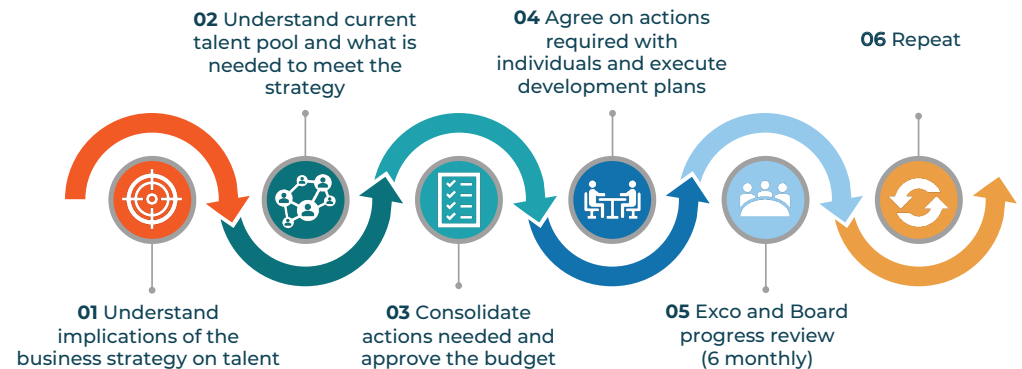 01 Understand
implications of the
business strategy on talent
02 Understand current
talent pool and what is
needed to meet the
strategy
03 Consolidate
actions needed and
approve the budget
04 Agree on actions
required with
individuals and execute
development plans
05 Exco and Board
progress review
(6 monthly)
06 Repeat